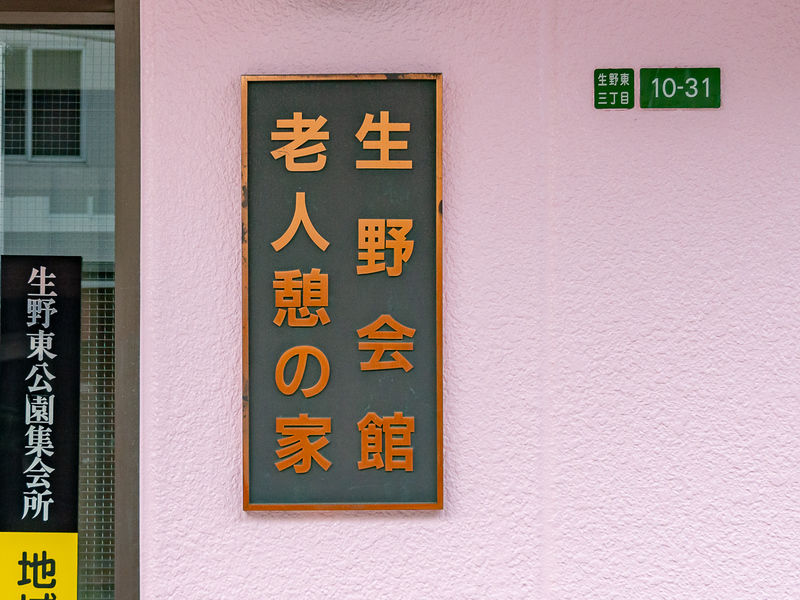 生野会館
老人憩の家
生野東
三丁目
10-31
生野東公園集会所
地域